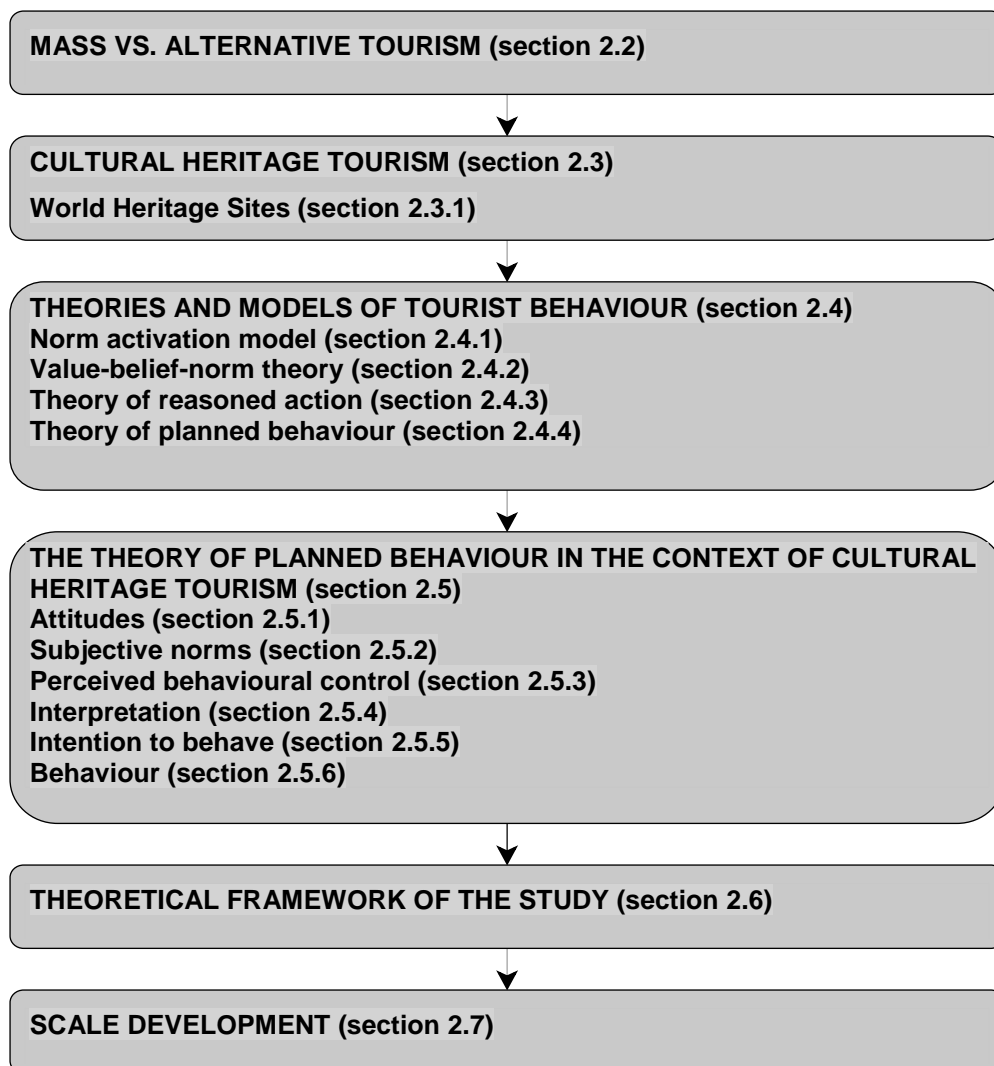 MASS VS. ALTERNATIVE TOURISM (section 2.2)
CULTURAL HERITAGE TOURISM (section 2.3)
World Heritage Sites (section 2.3.1)
THEORIES AND MODELS OF TOURIST BEHAVIOUR (section 2.4)
Norm activation model (section 2.4.1)
Value-belief-norm theory (section 2.4.2)
Theory of reasoned action (section 2.4.3)
Theory of planned behaviour (section 2.4.4)
THE THEORY OF PLANNED BEHAVIOUR IN THE CONTEXT OF CULTURAL
HERITAGE TOURISM (section 2.5)
Attitudes (section 2.5.1)
Subjective norms (section 2.5.2)
Perceived behavioural control (section 2.5.3)
Interpretation (section 2.5.4)
Intention to behave (section 2.5.5)
Behaviour (section 2.5.6)
THEORETICAL FRAMEWORK OF THE STUDY (section 2.6)
SCALE DEVELOPMENT (section 2.7)